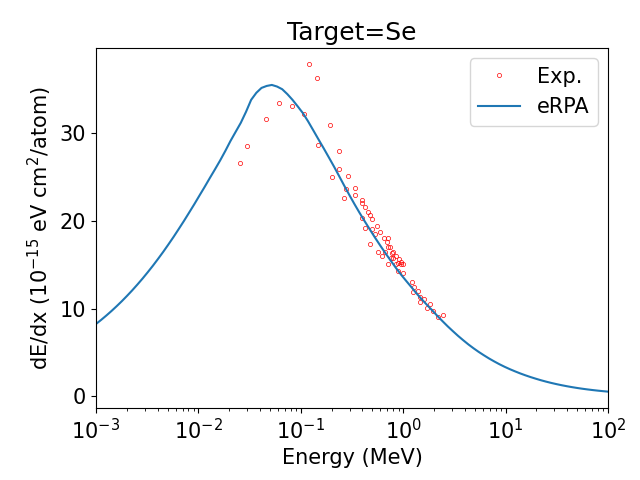 Target=Se
Exp.
eRPA
dE/dx (10⁻¹⁵ eV cm²/atom)
30
20
10
0
10⁻³ 10⁻² 10⁻¹ 10⁰ 10¹ 10²
Energy (MeV)